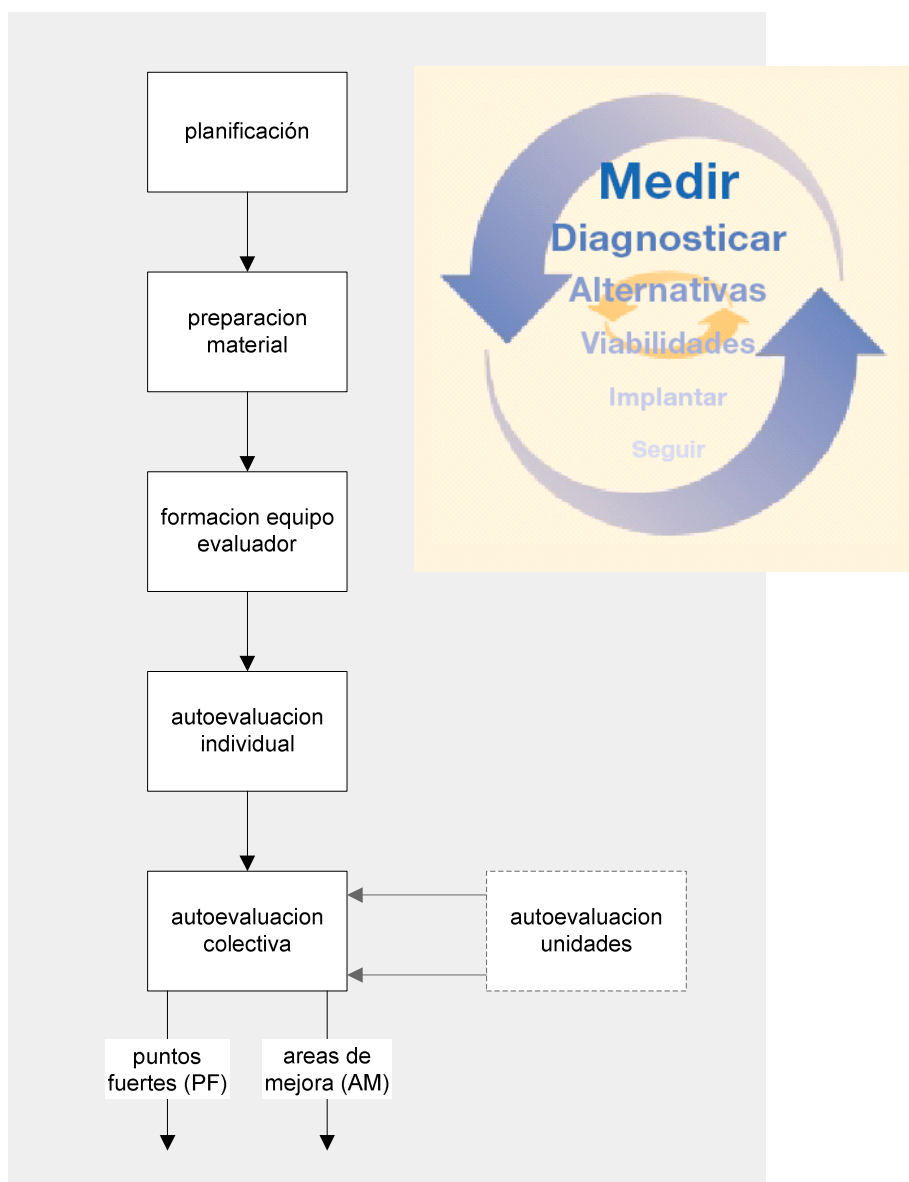 planificación
preparacion
material
formacion equipo
evaluador
autoevaluacion
individual
autoevaluacion
colectiva
autoevaluacion
unidades
puntos
fuertes (PF)
areas de
mejora (AM)
Medir
Diagnosticar
Alternativas
Viabilidades
Implantar
Seguir